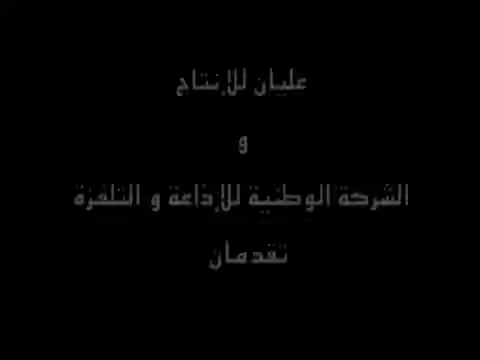 عليان للإنتاج
و
الشركة الوطنية للإذاعة و التلفزة
تقدمان